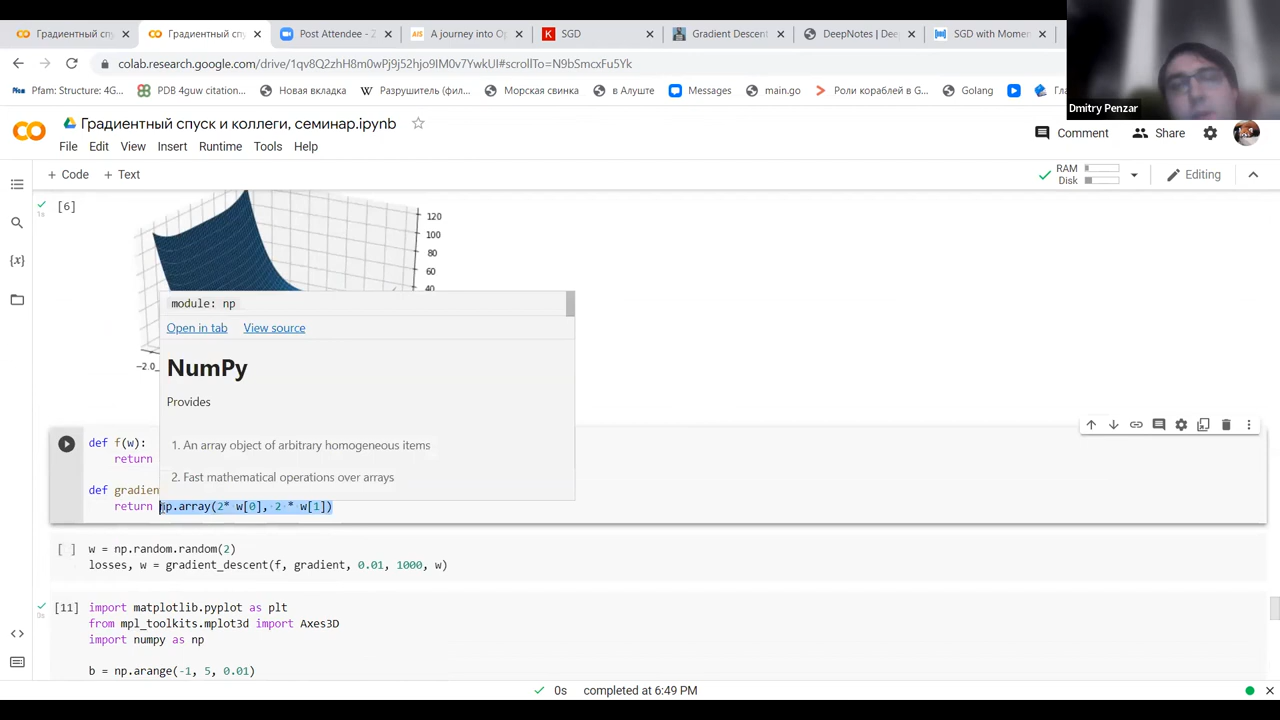 Градиентный спус
Градиентный спус
Post Attendee - Z
A journey into Op
SGD
Gradient Descent
DeepNotes | Deep
SGD with Momen
colab.research.google.com/drive/1qv8Q2zhH8m0wPj9j52hjo9IM0v7YwkUl#scrollTo=N9bSmcxFu5Yk
Pfam: Structure: 4G...
PDB 4guw citation...
Новая вкладка
Разрушитель (фил...
Морская свинка
в Алуште
Messages
main.go
Роли кораблей в G...
Golang
Dmitry Penzar
Градиентный спуск и коллеги, семинар.ipynb
Comment
Share
File Edit View Insert Runtime Tools Help
+ Code + Text
RAM
Disk
Editing
[6]
1s
120
100
80
60
40
-2.0
module: np
Open in tab View source
NumPy
Provides
1. An array object of arbitrary homogeneous items
2. Fast mathematical operations over arrays
def f(w):
return
def gradien
return np.array(2* w[0], 2 * w[1])
[ ]
w = np.random.random(2)
losses, w = gradient_descent(f, gradient, 0.01, 1000, w)
[11]
0s
import matplotlib.pyplot as plt
from mpl_toolkits.mplot3d import Axes3D
import numpy as np
b = np.arange(-1, 5, 0.01)
0s completed at 6:49 PM